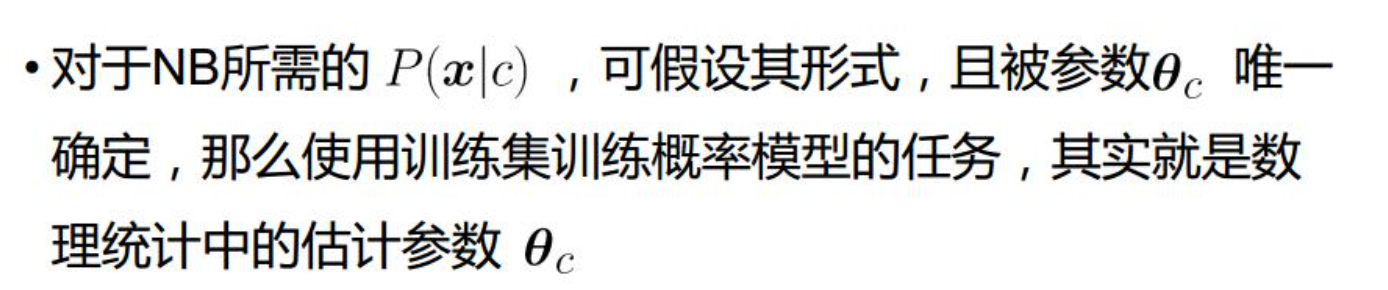 • 对于NB所需的 P(x|c) ，可假设其形式，且被参数θc 唯一
确定，那么使用训练集训练概率模型的任务，其实就是数
理统计中的估计参数 θc